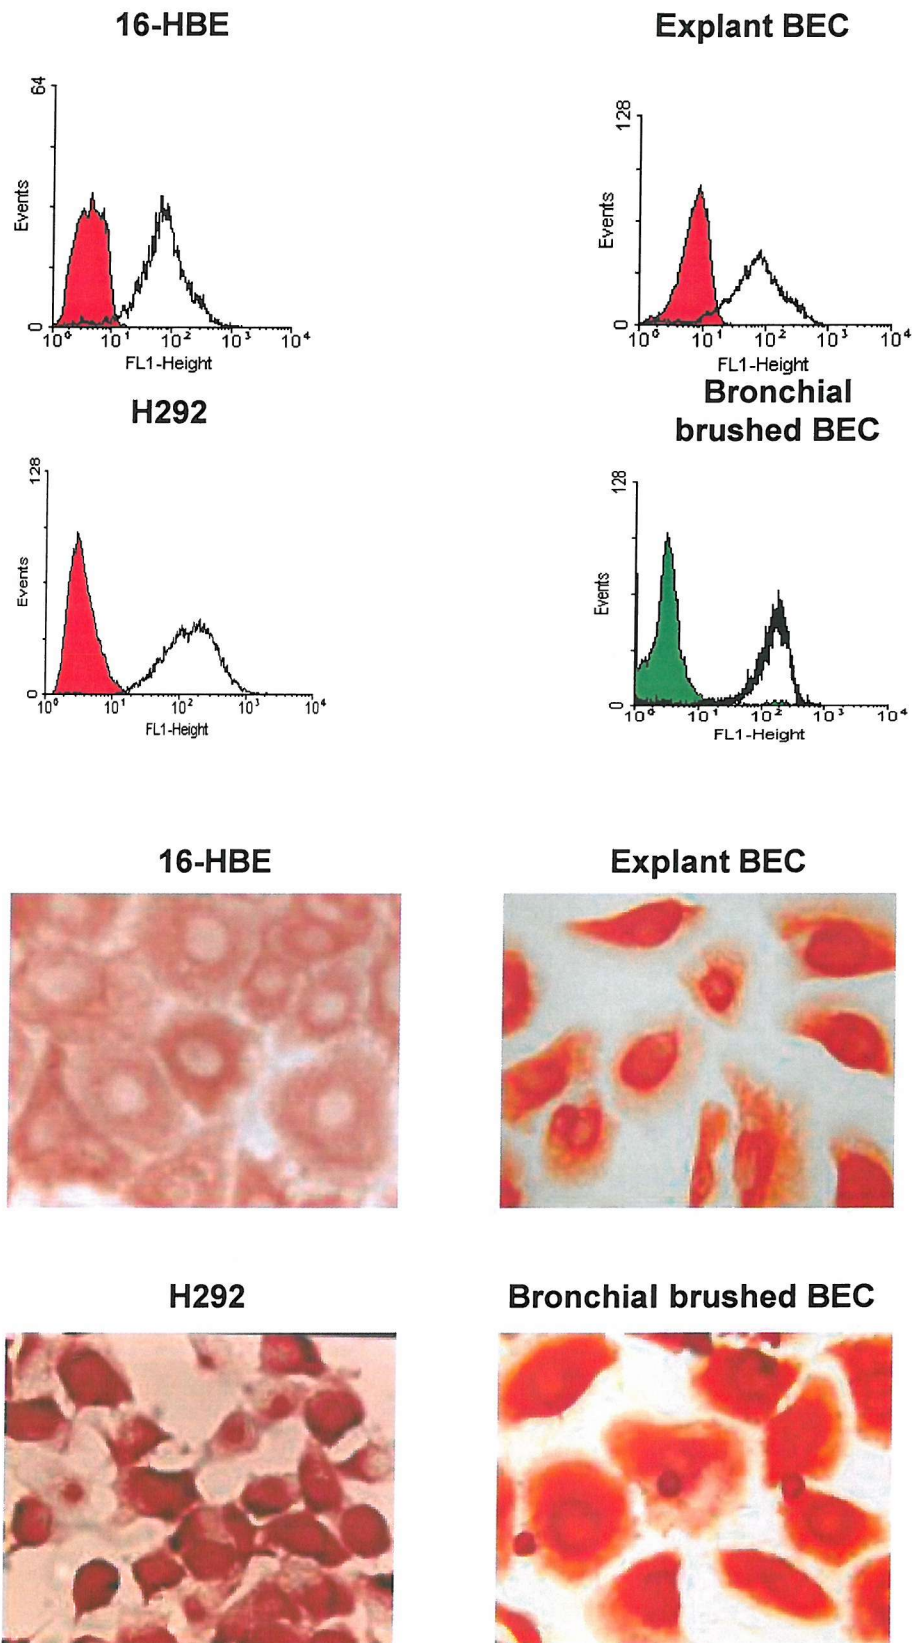 16-HBE
64
Events
0
10⁰ 10¹ 10² 10³ 10⁴
FL1-Height
Explant BEC
128
Events
0
10⁰ 10¹ 10² 10³ 10⁴
FL1-Height
H292
128
Events
0
10⁰ 10¹ 10² 10³ 10⁴
FL1-Height
Bronchial
brushed BEC
128
Events
0
10⁰ 10¹ 10² 10³ 10⁴
FL1-Height
16-HBE
Explant BEC
H292
Bronchial brushed BEC